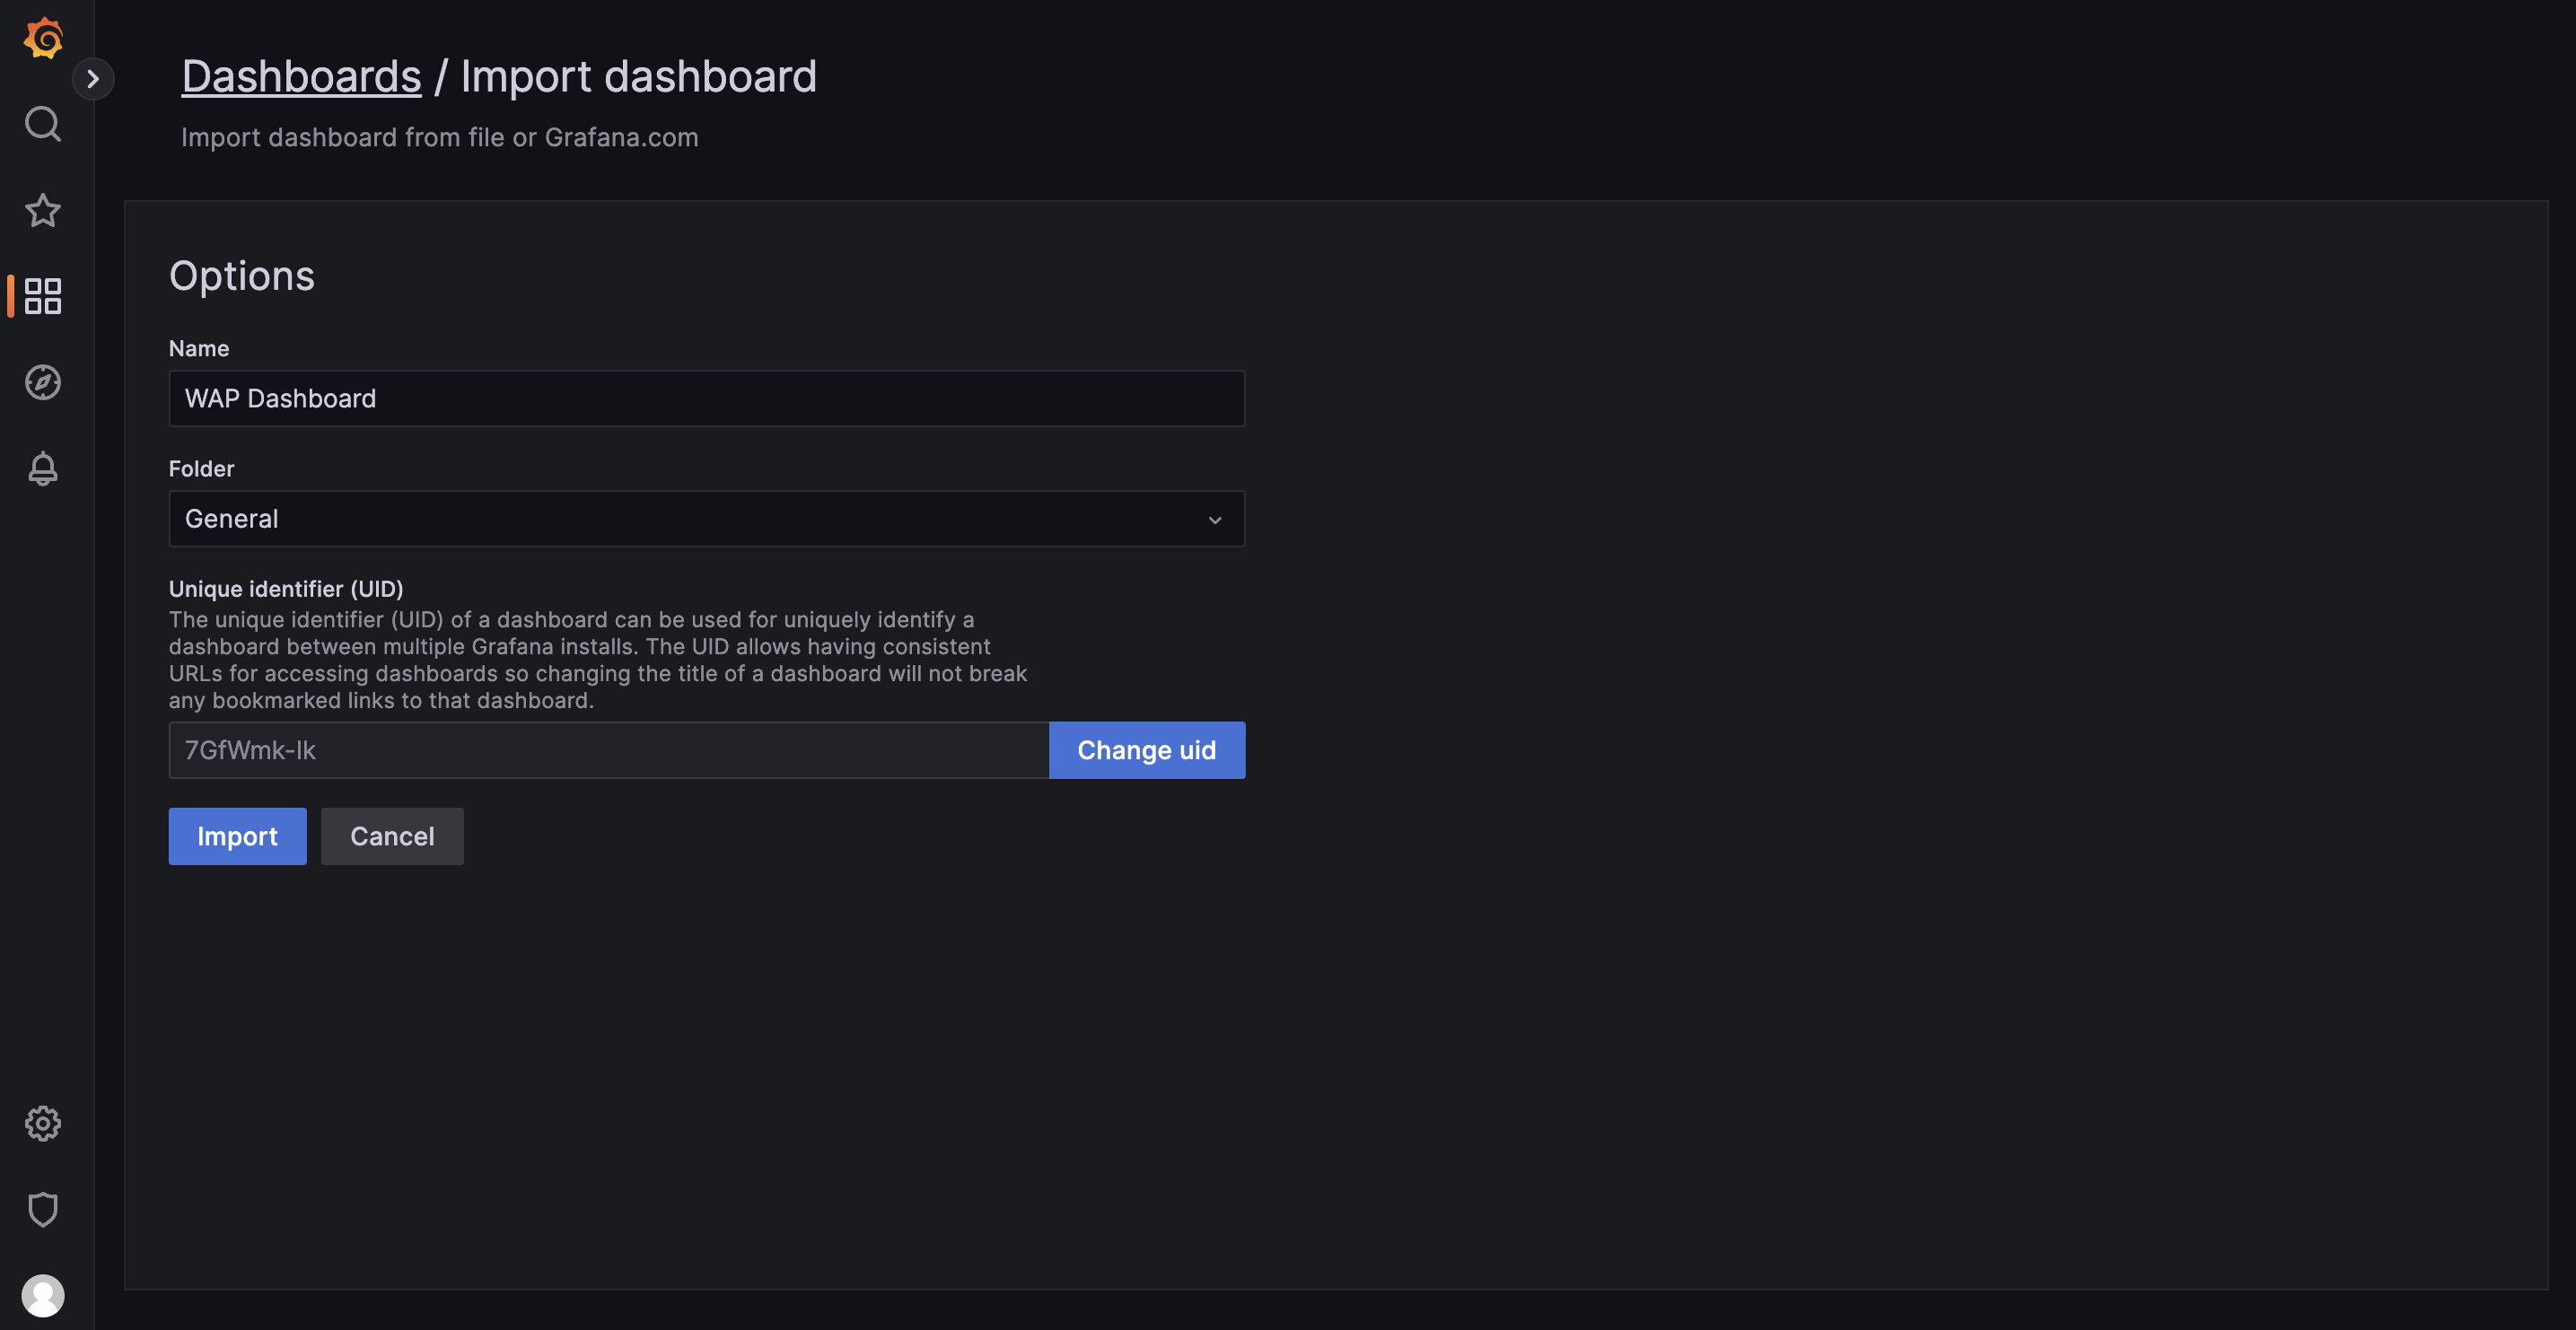 Dashboards / Import dashboard
Import dashboard from file or Grafana.com
Options
Name
WAP Dashboard
Folder
General
Unique identifier (UID)
The unique identifier (UID) of a dashboard can be used for uniquely identify a
dashboard between multiple Grafana installs. The UID allows having consistent
URLs for accessing dashboards so changing the title of a dashboard will not break
any bookmarked links to that dashboard.
7GfWmk-Ik
Change uid
Import
Cancel